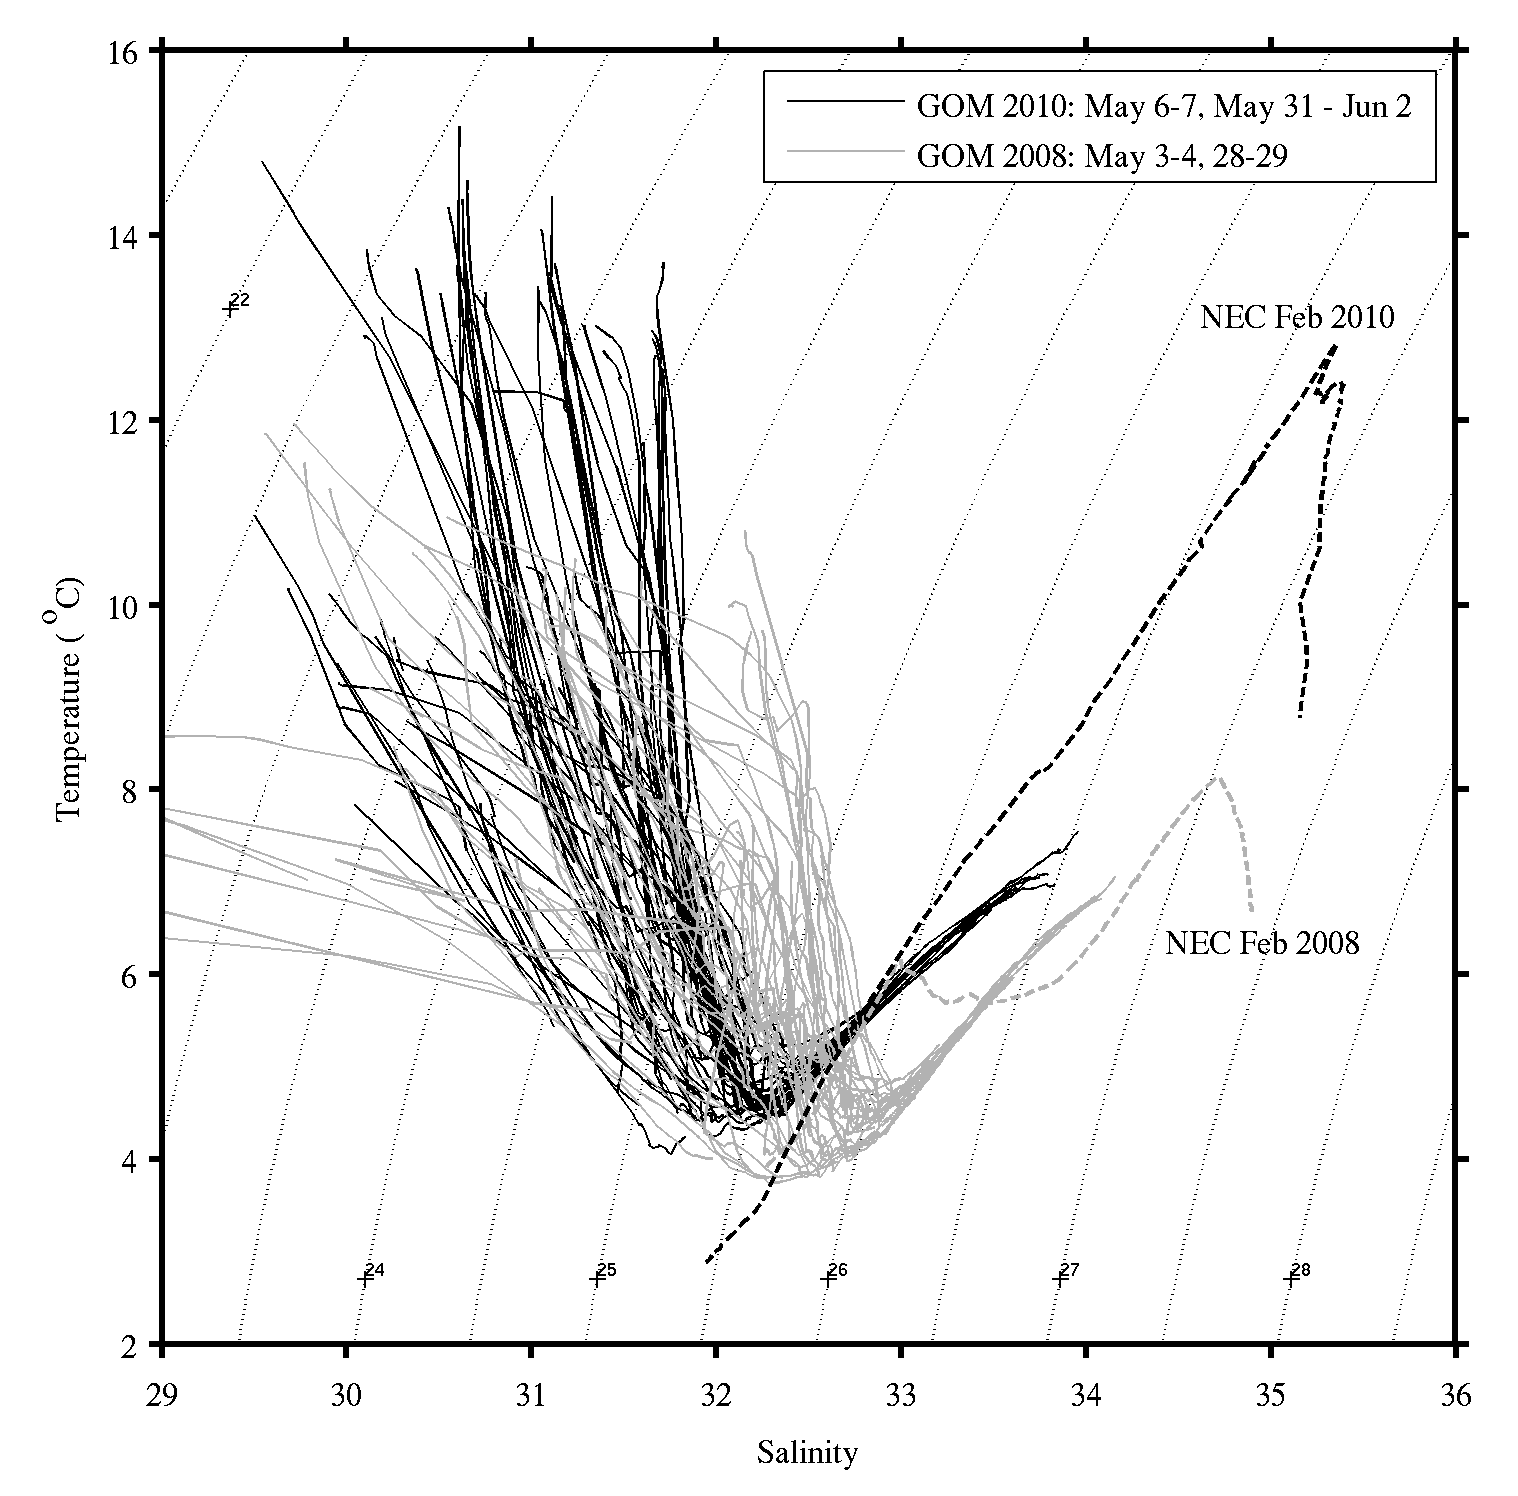 16
GOM 2010: May 6-7, May 31 - Jun 2
GOM 2008: May 3-4, 28-29
14
22
NEC Feb 2010
12
10
Temperature ( °C)
8
NEC Feb 2008
6
4
24 25 26 27 28
2
29 30 31 32 33 34 35 36
Salinity